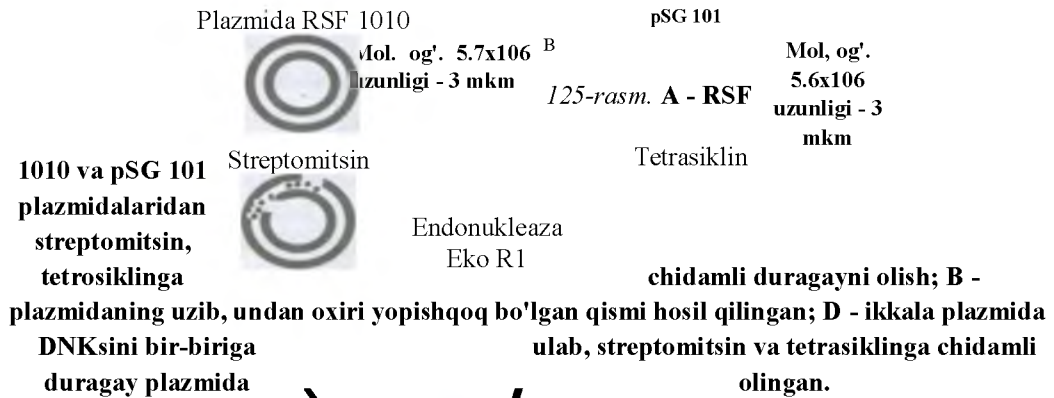 Plazmida RSF 1010
pSG 101
Mol. og'. 5.7x106 B
uzunligi - 3 mkm
Mol, og'.
5.6x106
uzunligi - 3
mkm
125-rasm. A - RSF
Streptomitsin
Tetrasiklin
1010 va pSG 101
plazmidalaridan
streptomitsin,
tetrosiklinga
Endonukleaza
Eko R1
chidamli duragayni olish; B -
plazmidaning uzib, undan oxiri yopishqoq bo'lgan qismi hosil qilingan; D - ikkala plazmida
DNKsini bir-biriga ulab, streptomitsin va tetrasiklinga chidamli
duragay plazmida olingan.